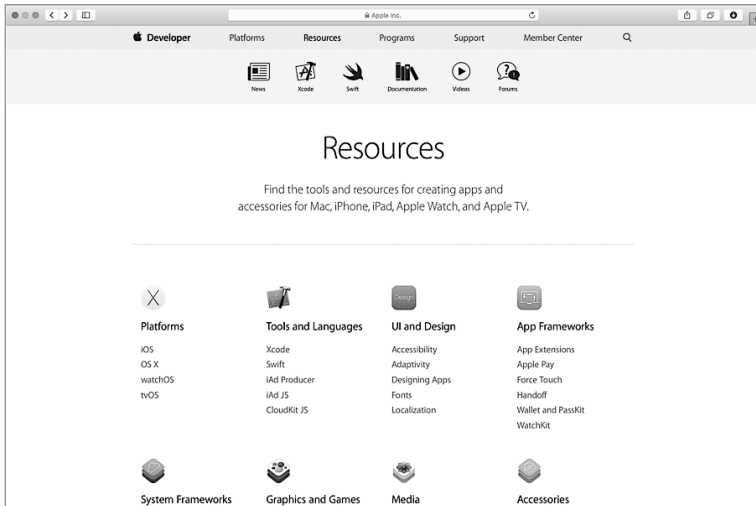 Apple Inc.
Developer
Platforms
Resources
Programs
Support
Member Center
News
Xcode
Swift
Documentation
Videos
Forums
Resources
Find the tools and resources for creating apps and
accessories for Mac, iPhone, iPad, Apple Watch, and Apple TV.
Platforms
iOS
OS X
watchOS
tvOS
Tools and Languages
Xcode
Swift
iAd Producer
iAd JS
CloudKit JS
Design
UI and Design
Accessibility
Adaptivity
Designing Apps
Fonts
Localization
App Frameworks
App Extensions
Apple Pay
Force Touch
Handoff
Wallet and PassKit
WatchKit
System Frameworks
Graphics and Games
Media
Accessories